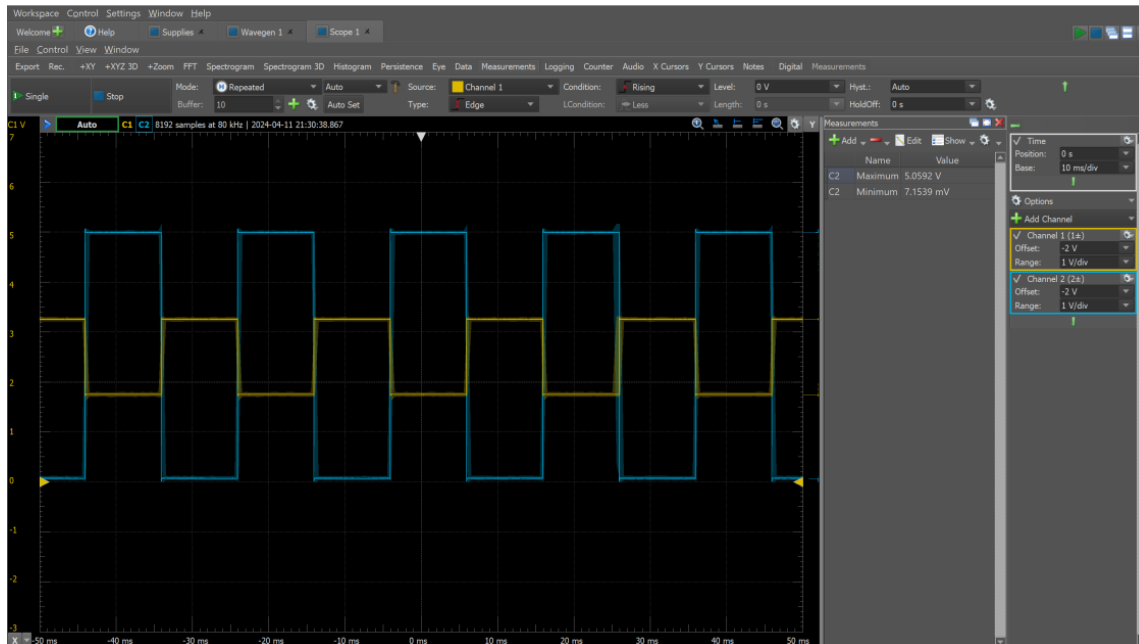 Workspace Control Settings Window Help
Welcome Help Supplies Wavegen 1 Scope 1
File Control View Window
Export Rec. +XY +XYZ 3D +Zoom FFT Spectrogram Spectrogram 3D Histogram Persistence Eye Data Measurements Logging Counter Audio X Cursors Y Cursors Notes Digital Measurements
Single Stop Mode: Repeated Auto Source: Channel 1 Condition: Rising Level: 0 V Hyst.: Auto
Buffer: 10 Auto Set Type: Edge LCondition: Less Length: 0 s HoldOff: 0 s
C1 V Auto C1 C2 8192 samples at 80 kHz | 2024-04-11 21:30:38.867 Y
Measurements
Add Edit Show
Name Value
C2 Maximum 5.0592 V
C2 Minimum 7.1539 mV
Time
Position: 0 s
Base: 10 ms/div
Options
Add Channel
Channel 1 (1±)
Offset: -2 V
Range: 1 V/div
Channel 2 (2±)
Offset: -2 V
Range: 1 V/div
7
6
5
4
3
2
1
0
-1
-2
-3
X -50 ms -40 ms -30 ms -20 ms -10 ms 0 ms 10 ms 20 ms 30 ms 40 ms 50 ms